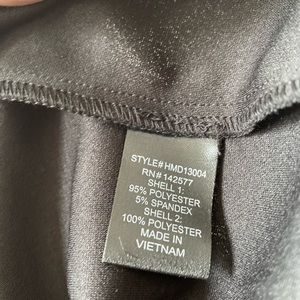 STYLE#HMD13004
RN#142577
SHELL 1:
95% POLYESTER
5% SPANDEX
SHELL 2:
100% POLYESTER
MADE IN
VIETNAM